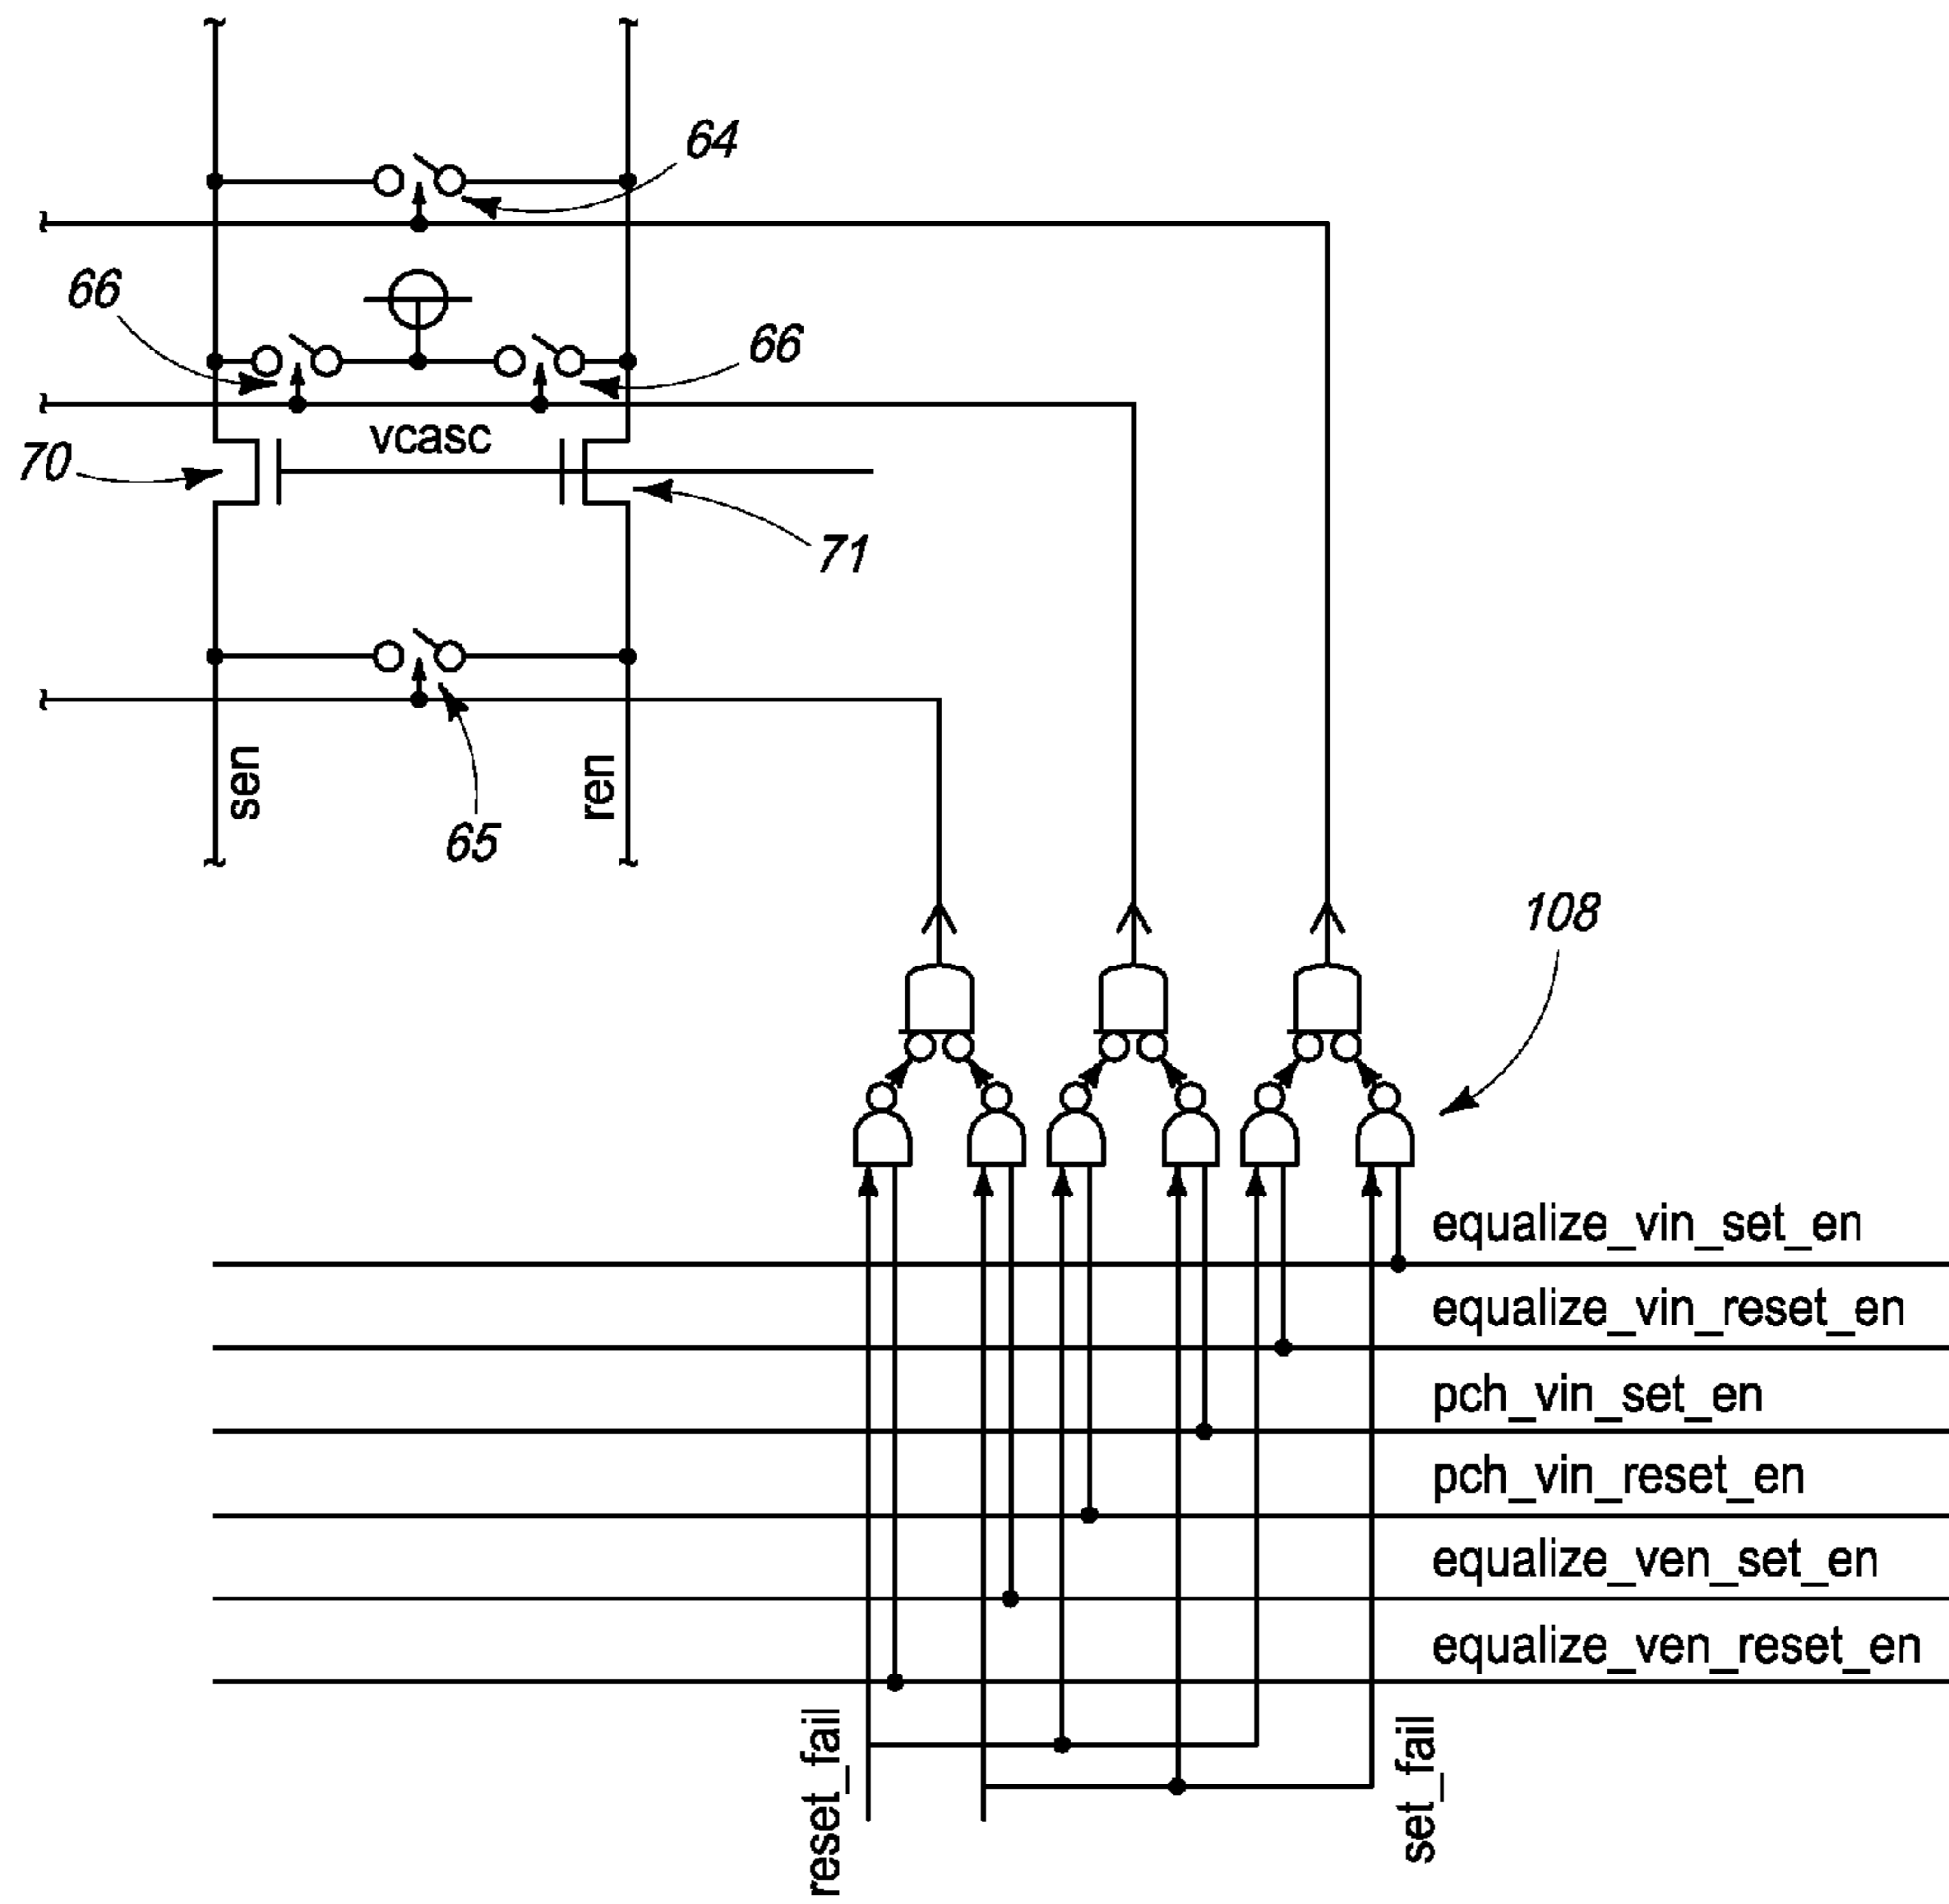 64
66
66
vcasc
70
71
sen
ren
65
108
equalize_vin_set_en
equalize_vin_reset_en
pch_vin_set_en
pch_vin_reset_en
equalize_ven_set_en
equalize_ven_reset_en
reset_fail
set_fail